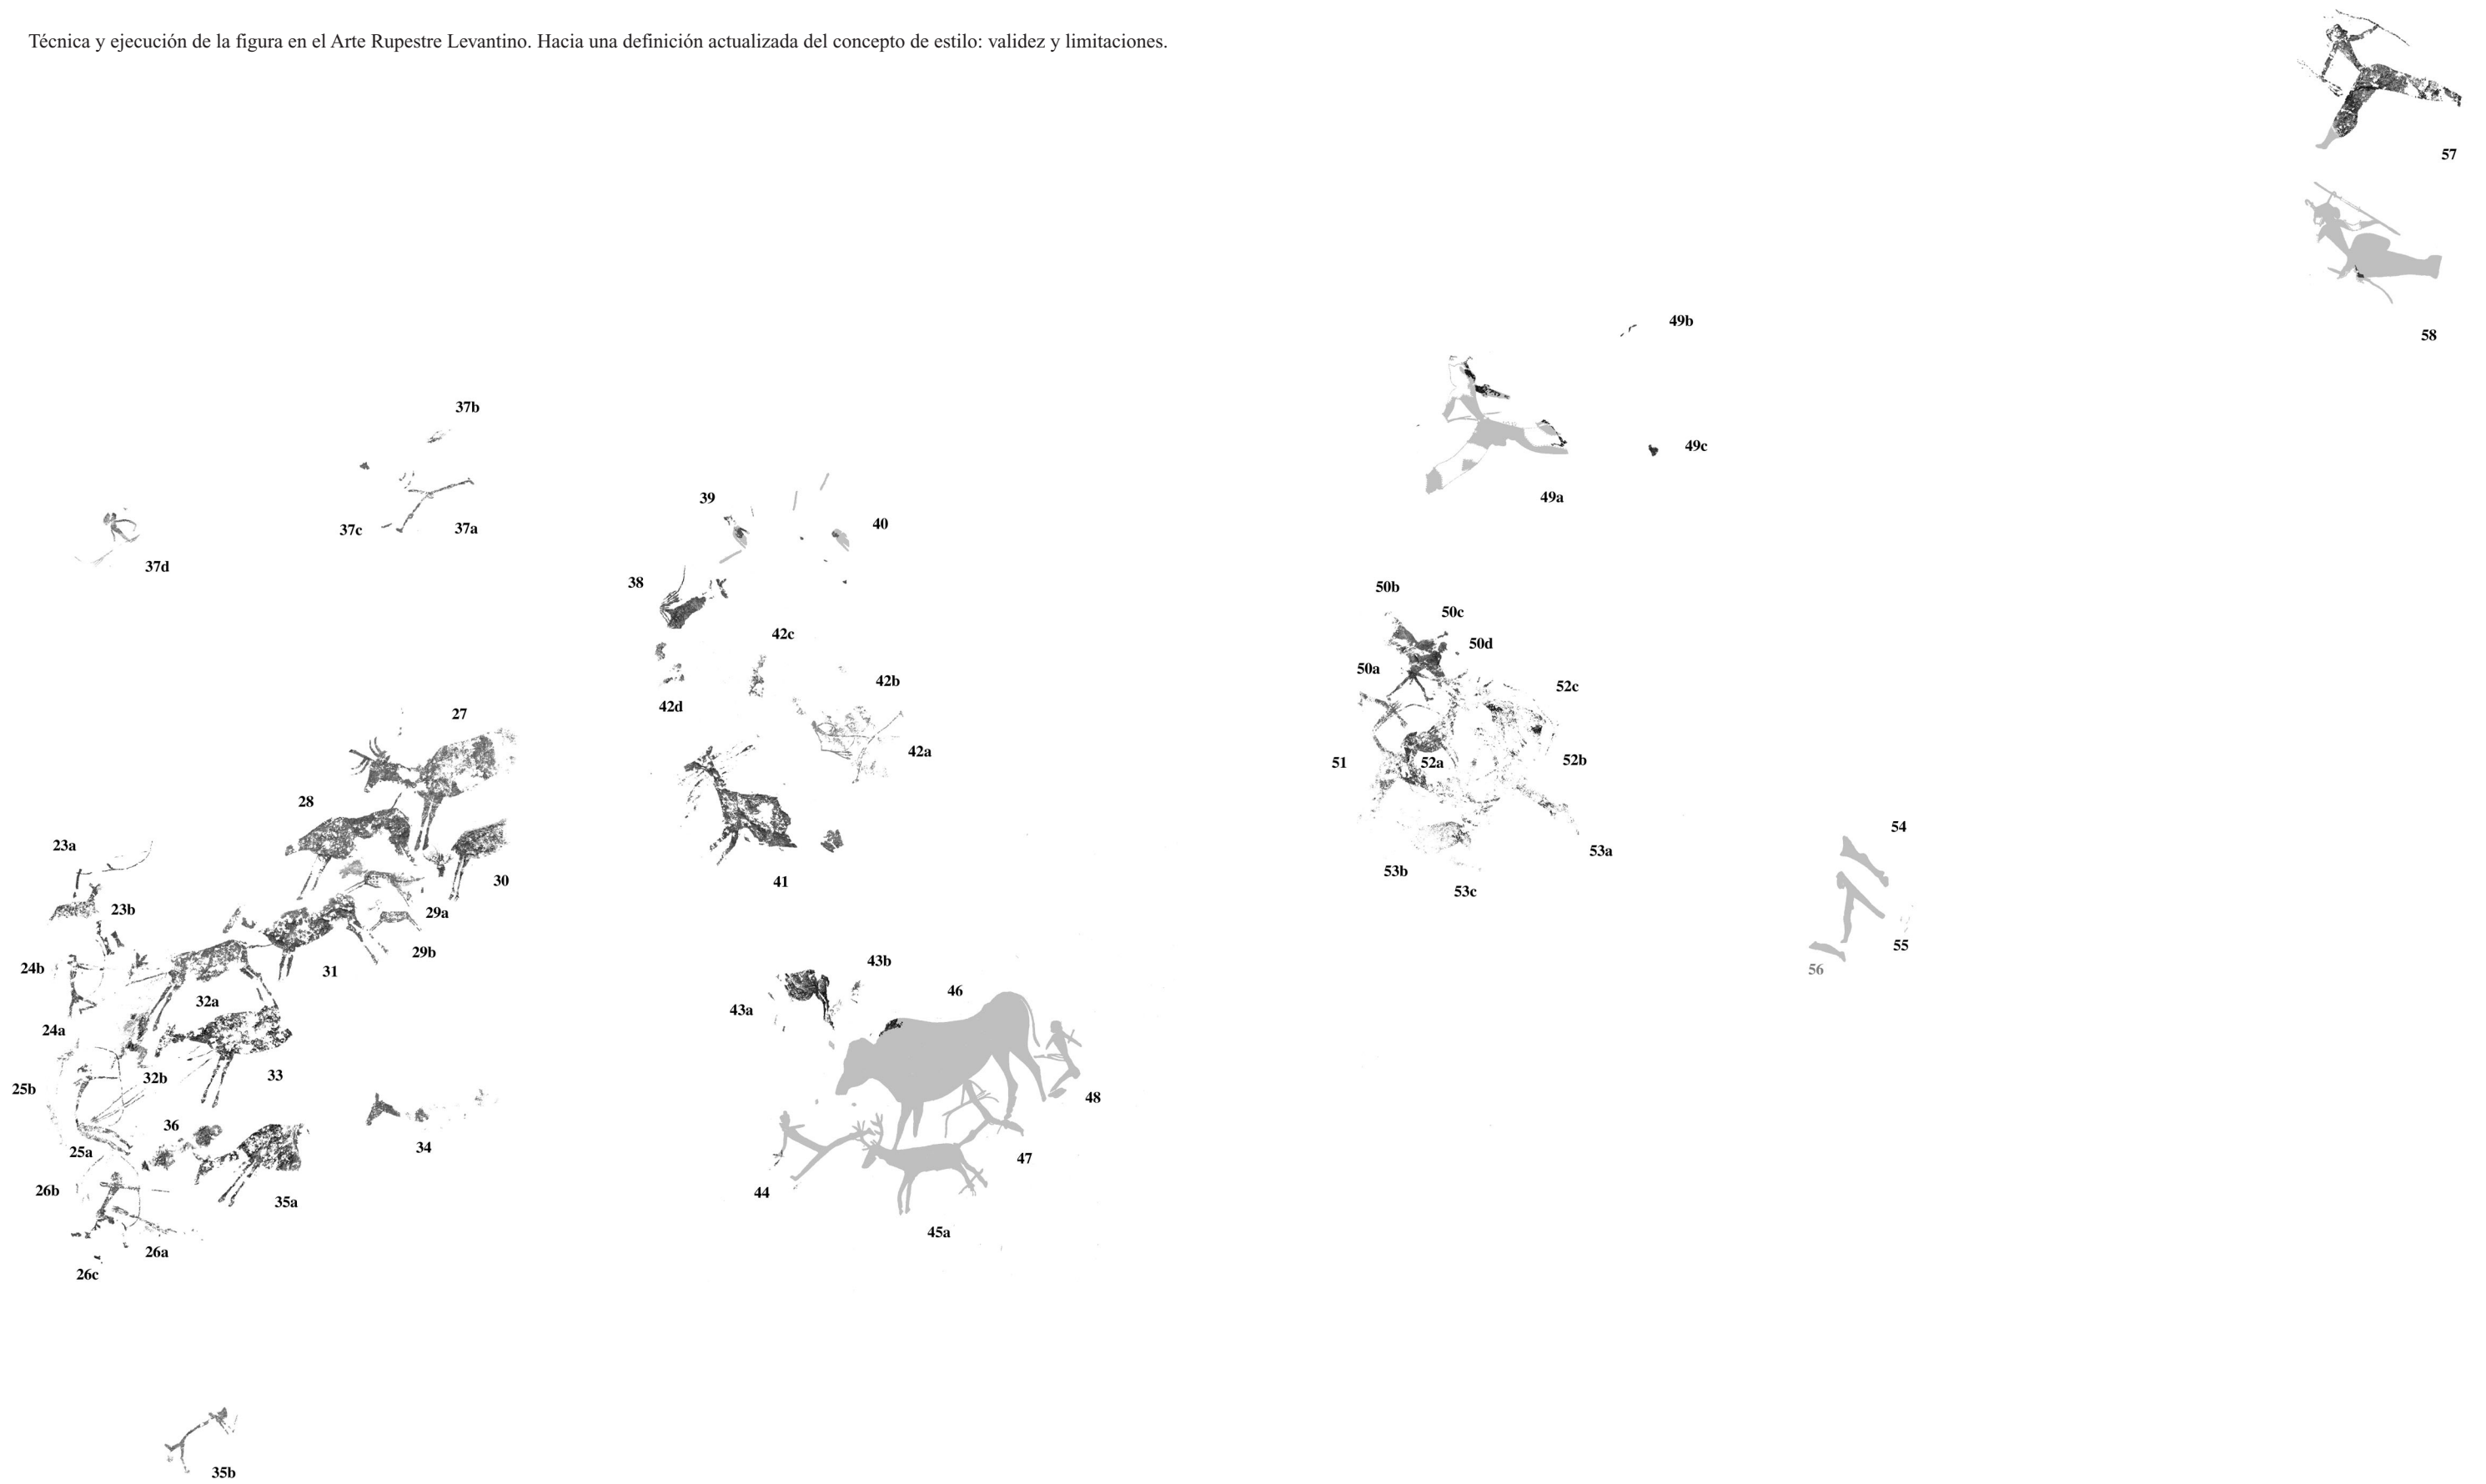 Técnica y ejecución de la figura en el Arte Rupestre Levantino. Hacia una definición actualizada del concepto de estilo: validez y limitaciones.
57
58
49b
49c
49a
37b
37c
37a
37d
39
40
38
42c
42b
42d
42a
41
50b
50c
50d
50a
52c
52b
51
52a
53a
53b
53c
27
28
30
23a
23b
29a
29b
24b
31
32a
24a
25b
32b
33
36
25a
34
26b
35a
26a
26c
35b
43b
43a
46
48
47
44
45a
54
55
56